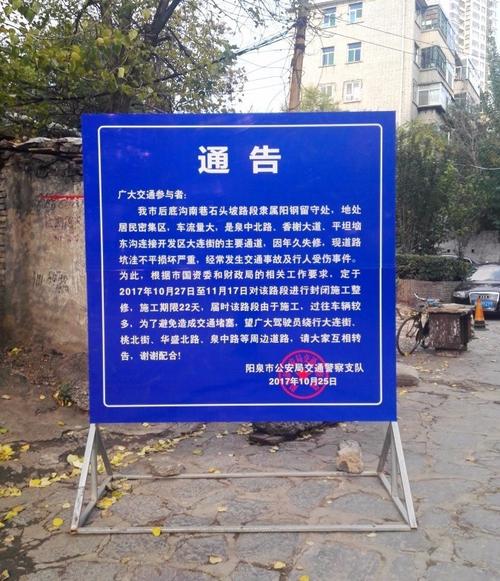 通告
广大交通参与者：
我市后底沟南巷石头坡路段隶属阳钢留守处，地处
居民密集区，车流量大，是泉中北路、香榭大道、平坦垴
东沟连接开发区大连街的主要通道，因年久失修，现道路
坑洼不平损坏严重，经常发生交通事故及行人受伤事件。
为此，根据市国资委和财政局的相关工作要求，定于
2017年10月27日至11月17日对该路段进行封闭施工整
修，施工期限22天，届时该路段由于施工，过往车辆较
多，为了避免造成交通堵塞，望广大驾驶员绕行大连街、
桃北街、华盛北路、泉中路等周边道路，请大家互相转
告，谢谢配合！
阳泉市公安局交通警察支队
2017年10月25日